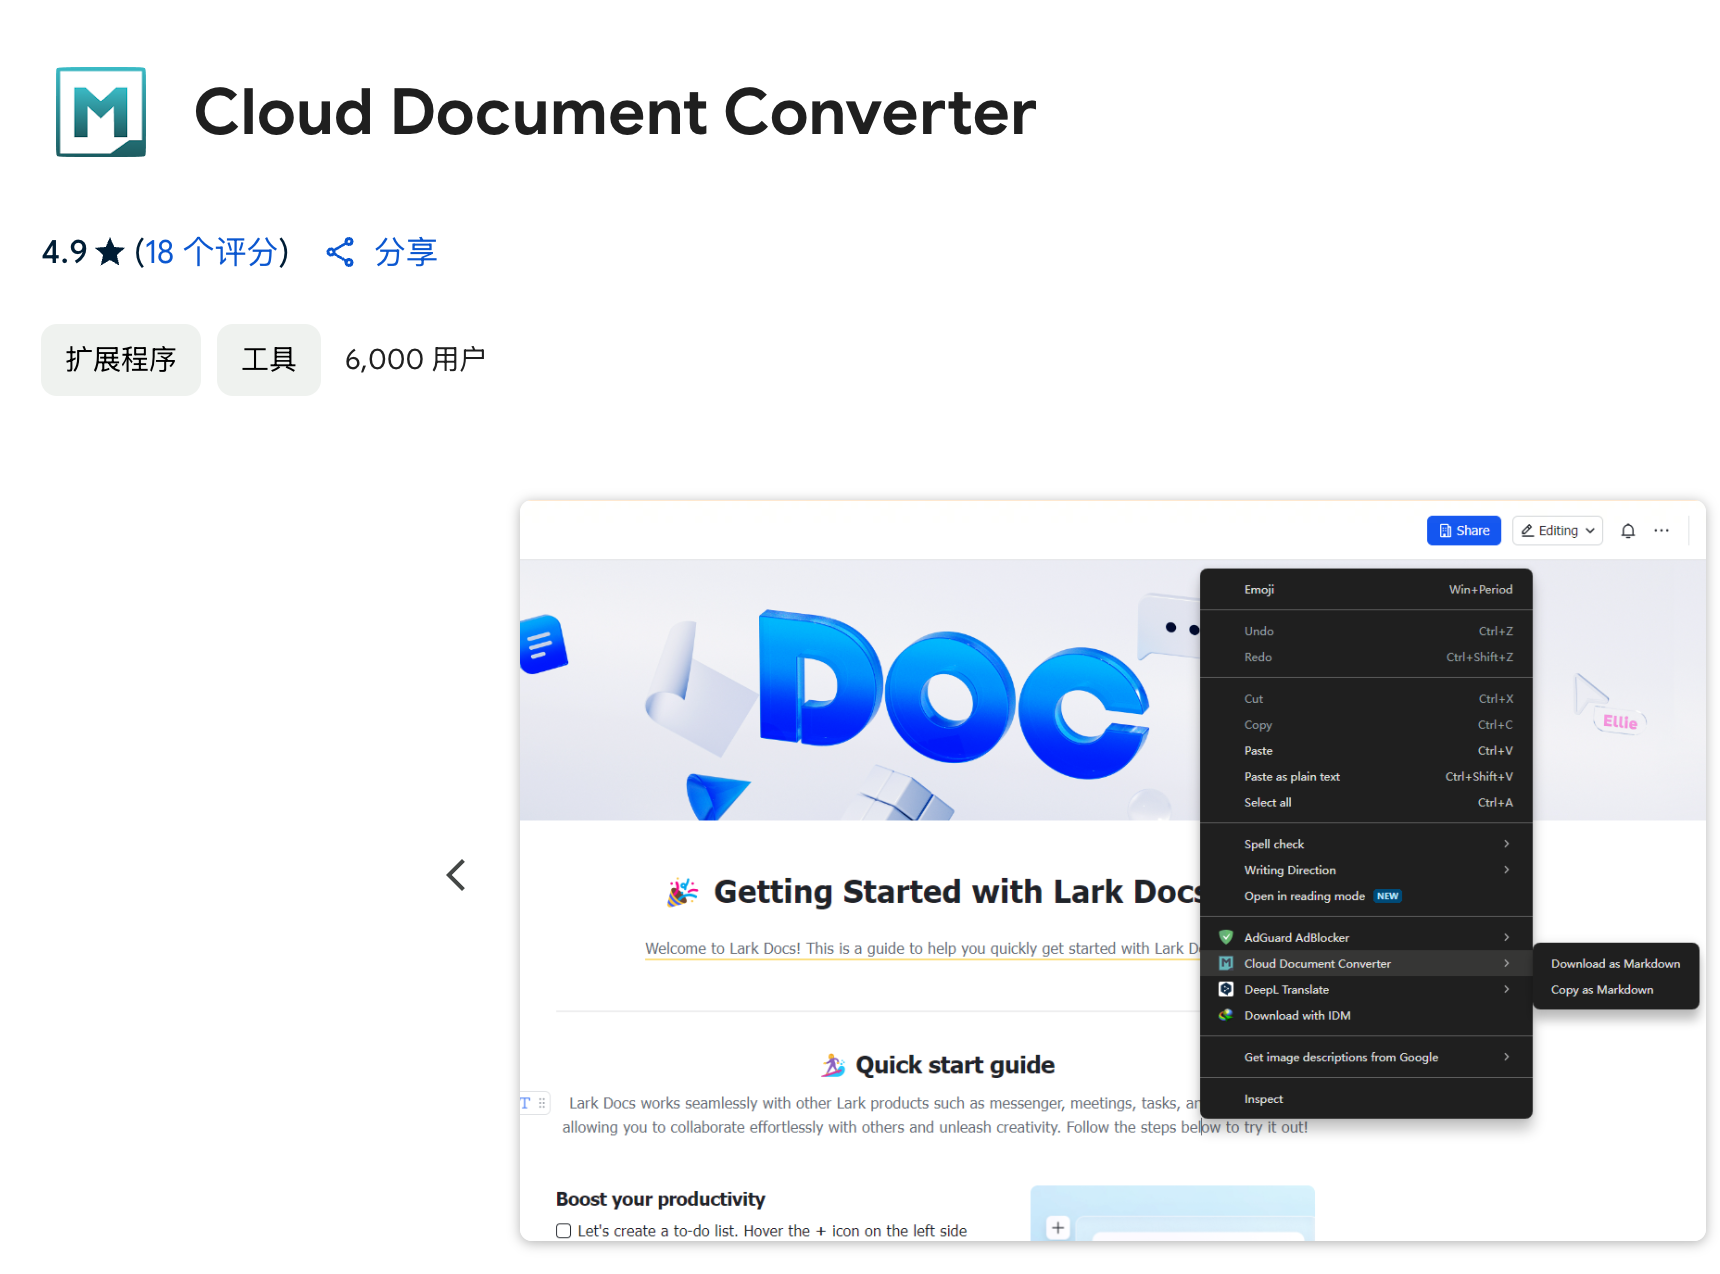 Cloud Document Converter
4.9 ★ (18 个评分) 分享
扩展程序 工具 6,000 用户
Share Editing
DOC
Ellie
Emoji Win+Period
Undo Ctrl+Z
Redo Ctrl+Shift+Z
Cut Ctrl+X
Copy Ctrl+C
Paste Ctrl+V
Paste as plain text Ctrl+Shift+V
Select all Ctrl+A
Spell check
Writing Direction
Open in reading mode NEW
AdGuard AdBlocker
Cloud Document Converter
DeepL Translate
Download with IDM
Get image descriptions from Google
Inspect
Download as Markdown
Copy as Markdown
🎉 Getting Started with Lark Docs
Welcome to Lark Docs! This is a guide to help you quickly get started with Lark D
🏄 Quick start guide
Lark Docs works seamlessly with other Lark products such as messenger, meetings, tasks, ar
allowing you to collaborate effortlessly with others and unleash creativity. Follow the steps below to try it out!
Boost your productivity
Let's create a to-do list. Hover the + icon on the left side